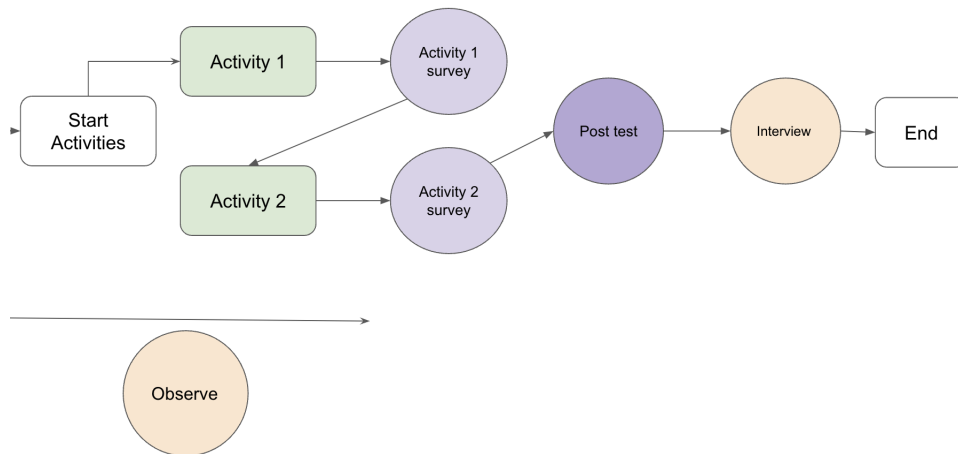 Start
Activities
Activity 1
Activity 1
survey
Activity 2
Activity 2
survey
Post test
Interview
End
Observe